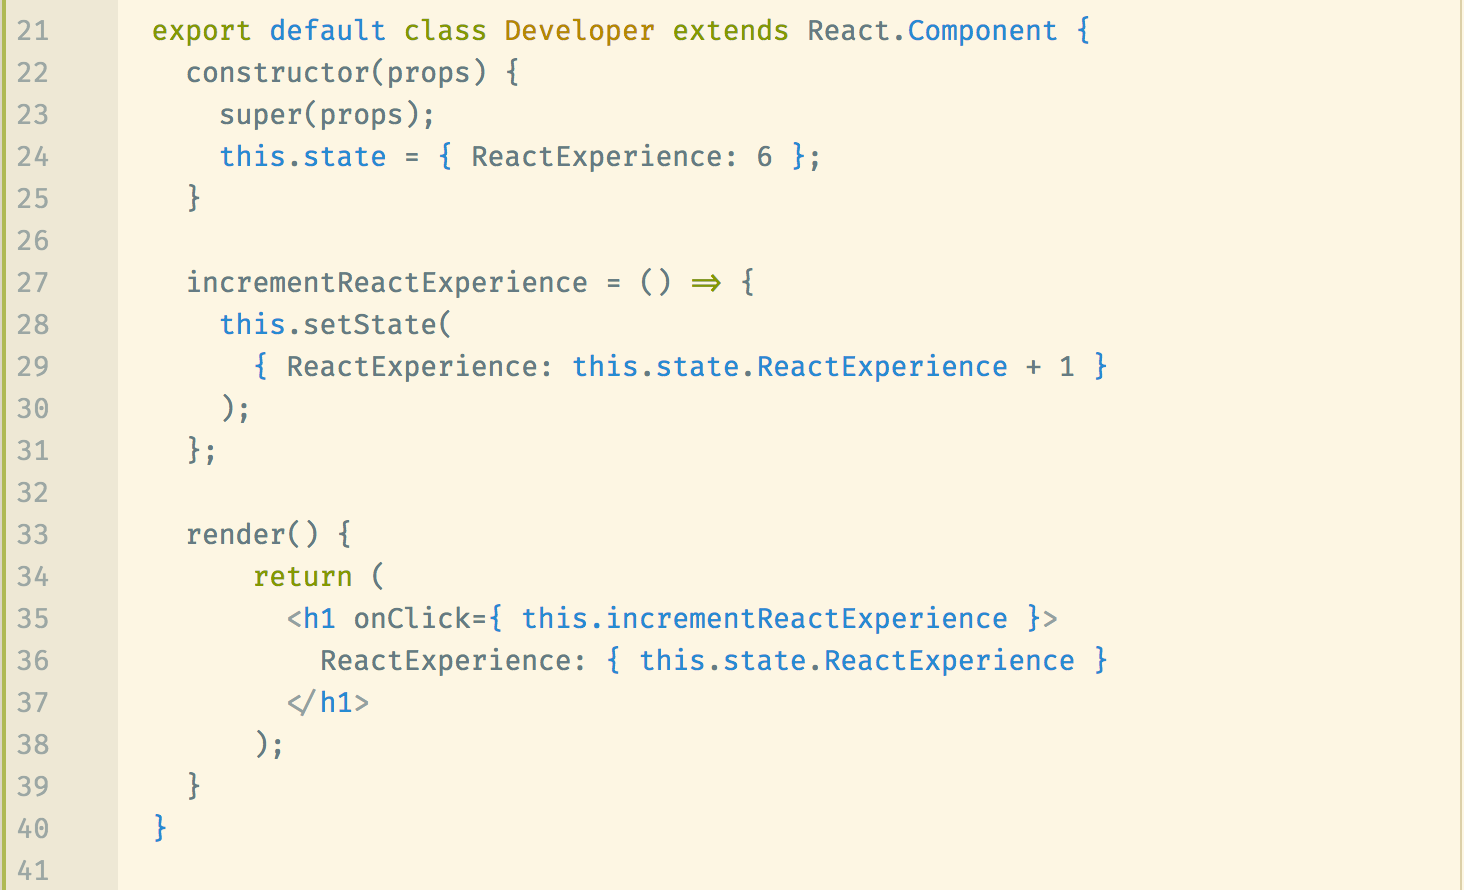 21 export default class Developer extends React.Component {
22 constructor(props) {
23 super(props);
24 this.state = { ReactExperience: 6 };
25 }
26
27 incrementReactExperience = () => {
28 this.setState(
29 { ReactExperience: this.state.ReactExperience + 1 }
30 );
31 };
32
33 render() {
34 return (
35 <h1 onClick={ this.incrementReactExperience }>
36 ReactExperience: { this.state.ReactExperience }
37 </h1>
38 );
39 }
40 }
41